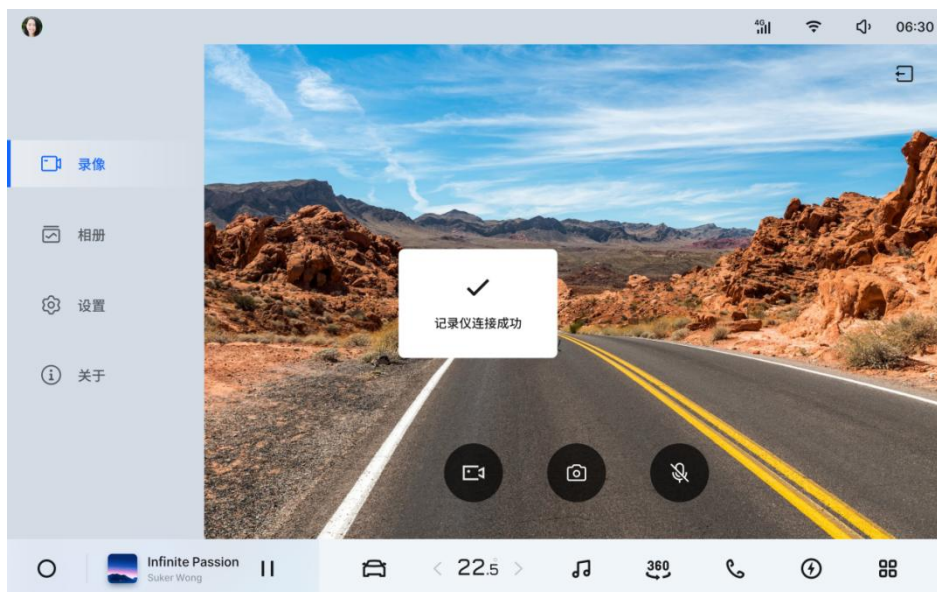 4G
06:30
录像
相册
设置
关于
记录仪连接成功
Infinite Passion
Suker Wong
22.5
360